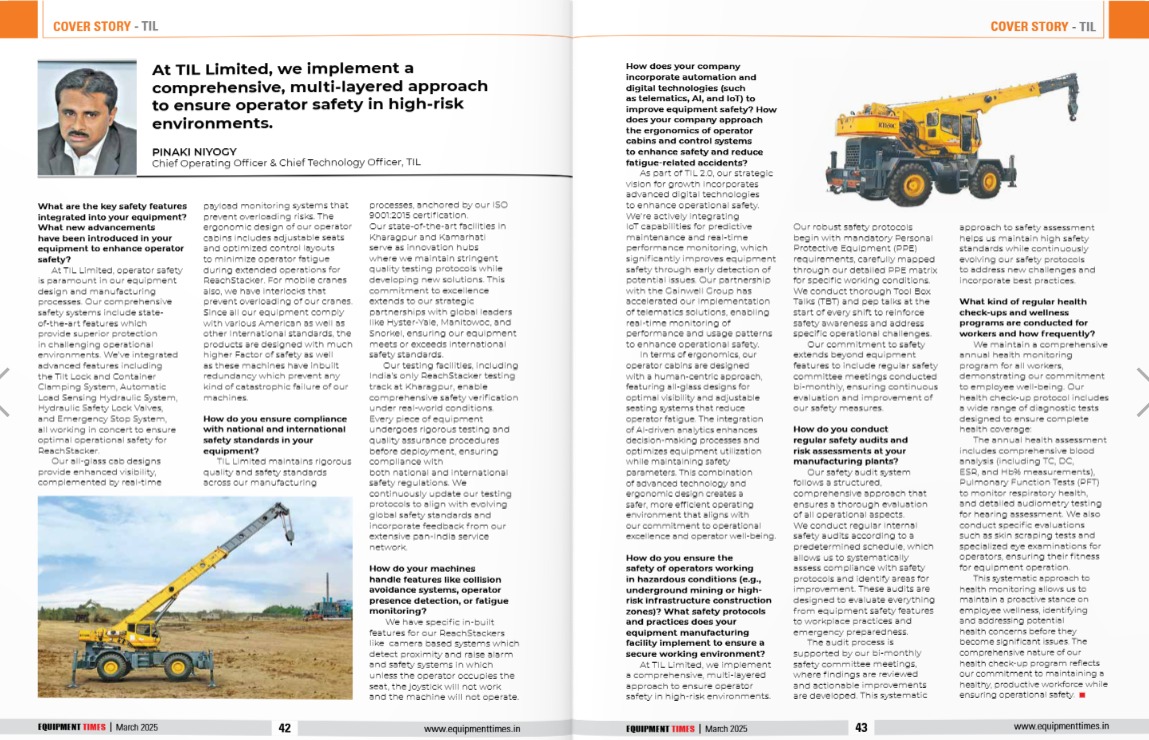 COVER STORY - TIL
At TIL Limited, we implement a
comprehensive, multi-layered approach
to ensure operator safety in high-risk
environments.
PINAKI NIYOGY
Chief Operating Officer & Chief Technology Officer, TIL
What are the key safety features
integrated into your equipment?
What new advancements
have been introduced in your
equipment to enhance operator
safety?
At TIL Limited, operator safety
is paramount in our equipment
design and manufacturing
processes. Our comprehensive
safety systems include state-
of-the-art features which
provide superior protection
in challenging operational
environments. We've integrated
advanced features including
the Tilt Lock and Container
Clamping System, Automatic
Load Sensing Hydraulic System,
Hydraulic Safety Lock Valves,
and Emergency Stop System,
all working in concert to ensure
optimal operational safety for
ReachStacker.
Our all-glass cab designs
provide enhanced visibility,
complemented by real-time
payload monitoring systems that
prevent overloading risks. The
ergonomic design of our operator
cabins includes adjustable seats
and optimized control layouts
to minimize operator fatigue
during extended operations for
ReachStacker. For mobile cranes
also, we have interlocks that
prevent overloading of our cranes.
Since all our equipment comply
with various American as well as
other International standards, the
products are designed with much
higher Factor of safety as well
as these machines have inbuilt
redundancy which prevent any
kind of catastrophic failure of our
machines.
How do you ensure compliance
with national and international
safety standards in your
equipment?
TIL Limited maintains rigorous
quality and safety standards
across our manufacturing
processes, anchored by our ISO
9001:2015 certification.
Our state-of-the-art facilities in
Kharagpur and Kamarhati
serve as innovation hubs
where we maintain stringent
quality testing protocols while
developing new solutions. This
commitment to excellence
extends to our strategic
partnerships with global leaders
like Hyster-Yale, Manitowoc, and
Snorkel, ensuring our equipment
meets or exceeds international
safety standards.
Our testing facilities, including
India's only ReachStacker testing
track at Kharagpur, enable
comprehensive safety verification
under real-world conditions.
Every piece of equipment
undergoes rigorous testing and
quality assurance procedures
before deployment, ensuring
compliance with
both national and international
safety regulations. We
continuously update our testing
protocols to align with evolving
global safety standards and
incorporate feedback from our
extensive pan-India service
network.
How do your machines
handle features like collision
avoidance systems, operator
presence detection, or fatigue
monitoring?
We have specific in-built
features for our ReachStackers
like camera based systems which
detect proximity and raise alarm
and safety systems in which
unless the operator occupies the
seat, the joystick will not work
and the machine will not operate.
EQUIPMENT TIMES | March 2025
42
www.equipmenttimes.in
COVER STORY - TIL
How does your company
incorporate automation and
digital technologies (such
as telematics, AI, and IoT) to
improve equipment safety? How
does your company approach
the ergonomics of operator
cabins and control systems
to enhance safety and reduce
fatigue-related accidents?
As part of TIL 2.0, our strategic
vision for growth incorporates
advanced digital technologies
to enhance operational safety.
We're actively integrating
IoT capabilities for predictive
maintenance and real-time
performance monitoring, which
significantly improves equipment
safety through early detection of
potential issues. Our partnership
with the Gainwell Group has
accelerated our implementation
of telematics solutions, enabling
real-time monitoring of
performance and usage patterns
to enhance operational safety.
In terms of ergonomics, our
operator cabins are designed
with a human-centric approach,
featuring all-glass designs for
optimal visibility and adjustable
seating systems that reduce
operator fatigue. The integration
of AI-driven analytics enhances
decision-making processes and
optimizes equipment utilization
while maintaining safety
parameters. This combination
of advanced technology and
ergonomic design creates a
safer, more efficient operating
environment that aligns with
our commitment to operational
excellence and operator well-being.
How do you ensure the
safety of operators working
in hazardous conditions (e.g.,
underground mining or high-
risk infrastructure construction
zones)? What safety protocols
and practices does your
equipment manufacturing
facility implement to ensure a
secure working environment?
At TIL Limited, we implement
a comprehensive, multi-layered
approach to ensure operator
safety in high-risk environments.
Our robust safety protocols
begin with mandatory Personal
Protective Equipment (PPE)
requirements, carefully mapped
through our detailed PPE matrix
for specific working conditions.
We conduct thorough Tool Box
Talks (TBT) and pep talks at the
start of every shift to reinforce
safety awareness and address
specific operational challenges.
Our commitment to safety
extends beyond equipment
features to include regular safety
committee meetings conducted
bi-monthly, ensuring continuous
evaluation and improvement of
our safety measures.
How do you conduct
regular safety audits and
risk assessments at your
manufacturing plants?
Our safety audit system
follows a structured,
comprehensive approach that
ensures a thorough evaluation
of all operational aspects.
We conduct regular internal
safety audits according to a
predetermined schedule, which
allows us to systematically
assess compliance with safety
protocols and identify areas for
improvement. These audits are
designed to evaluate everything
from equipment safety features
to workplace practices and
emergency preparedness.
The audit process is
supported by our bi-monthly
safety committee meetings,
where findings are reviewed
and actionable improvements
are developed. This systematic
approach to safety assessment
helps us maintain high safety
standards while continuously
evolving our safety protocols
to address new challenges and
incorporate best practices.
What kind of regular health
check-ups and wellness
programs are conducted for
workers and how frequently?
We maintain a comprehensive
annual health monitoring
program for all workers,
demonstrating our commitment
to employee well-being. Our
health check-up protocol includes
a wide range of diagnostic tests
designed to ensure complete
health coverage:
The annual health assessment
includes comprehensive blood
analysis (including TC, DC,
ESR, and Hb% measurements),
Pulmonary Function Tests (PFT)
to monitor respiratory health,
and detailed audiometry testing
for hearing assessment. We also
conduct specific evaluations
such as skin scraping tests and
specialized eye examinations for
operators, ensuring their fitness
for equipment operation.
This systematic approach to
health monitoring allows us to
maintain a proactive stance on
employee wellness, identifying
and addressing potential
health concerns before they
become significant issues. The
comprehensive nature of our
health check-up program reflects
our commitment to maintaining a
healthy, productive workforce while
ensuring operational safety.
EQUIPMENT TIMES | March 2025
43
www.equipmenttimes.in